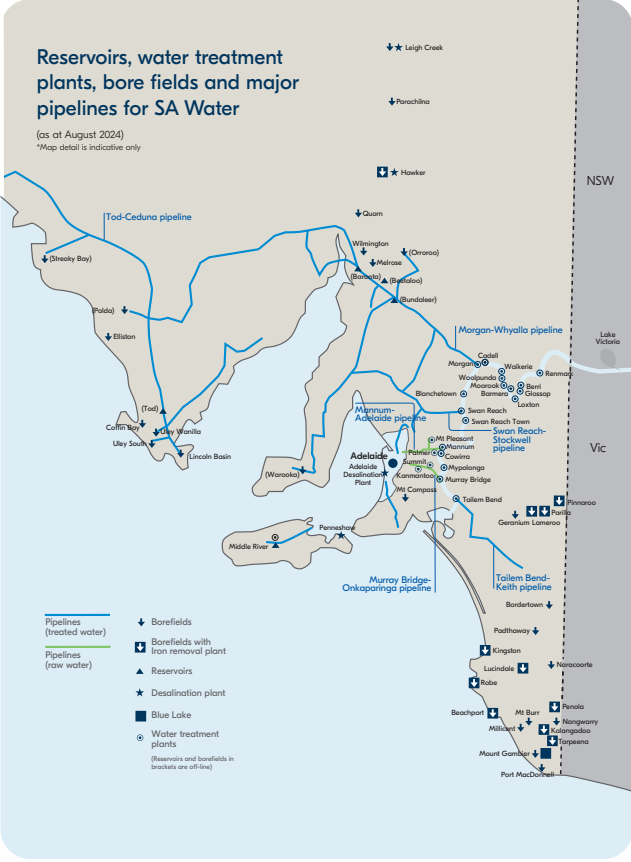 Reservoirs, water treatment
plants, bore fields and major
pipelines for SA Water
(as at August 2024)
*Map detail is indicative only
Leigh Creek
Parachilna
Hawker
NSW
Quorn
Tod-Ceduna pipeline
Wilmington
(Orroroo)
(Streaky Bay)
Melrose
(Baroota)
(Beetaloo)
(Bundaleer)
(Polda)
Elliston
Morgan-Whyalla pipeline
Lake
Victoria
Cadell
Morgan
Waikerie
Woolpunda
Renmark
Moorook
Berri
Barmera
Glossop
Blanchetown
Loxton
(Tod)
Mannum-
Adelaide pipeline
Swan Reach
Swan Reach Town
Coffin Bay
Uley Wanilla
Uley South
Lincoln Basin
Swan Reach-
Stockwell
pipeline
Mt Pleasant
Mannum
Palmer
Cowirra
Vic
Adelaide
Summit
Mypolonga
Adelaide
Desalination
Plant
Kanmantoo
Murray Bridge
(Warooka)
Mt Compass
Tailem Bend
Pinnaroo
Parilla
Geranium
Lameroo
Penneshaw
Middle River
Murray Bridge-
Onkaparinga pipeline
Tailem Bend-
Keith pipeline
Bordertown
Padthaway
Kingston
Naracoorte
Lucindale
Robe
Penola
Beachport
Mt Burr
Nangwarry
Millicent
Kalangadoo
Tarpeena
Mount Gambier
Port MacDonnell
Pipelines
(treated water)
Pipelines
(raw water)
Borefields
Borefields with
Iron removal plant
Reservoirs
Desalination plant
Blue Lake
Water treatment
plants
(Reservoirs and borefields in
brackets are off-line)